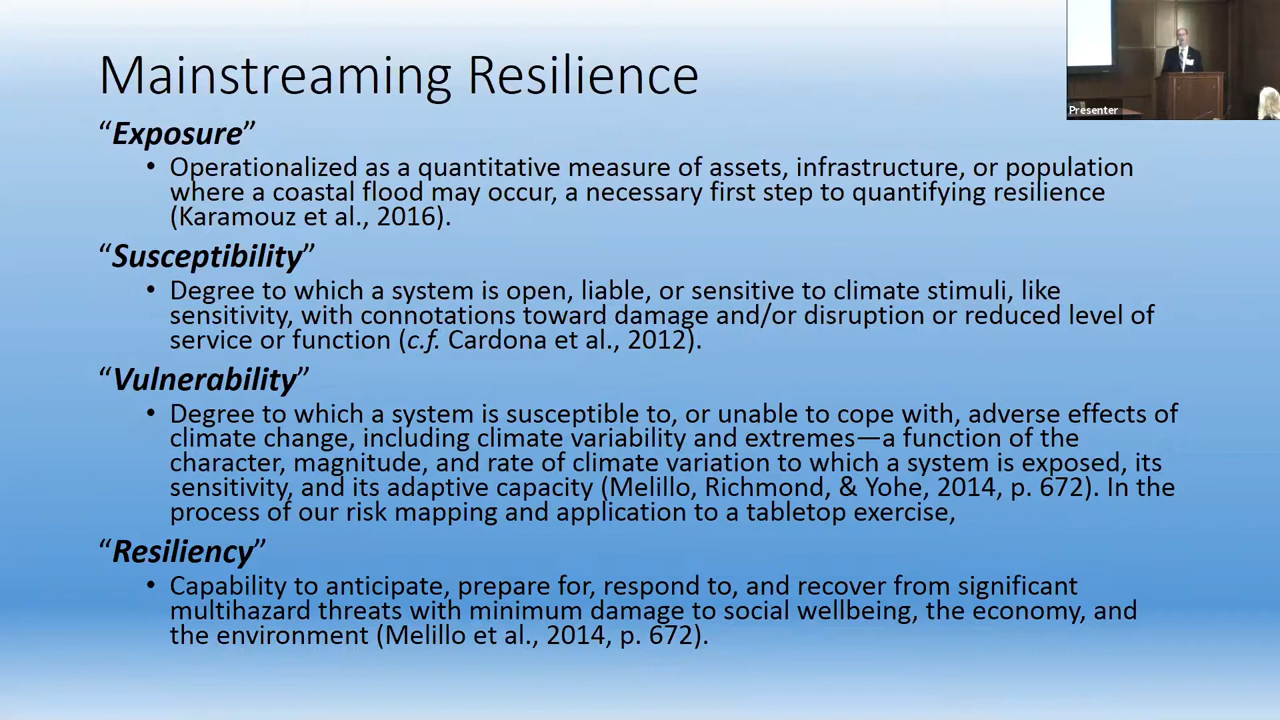 Mainstreaming Resilience
Presenter
“Exposure”
• Operationalized as a quantitative measure of assets, infrastructure, or population
where a coastal flood may occur, a necessary first step to quantifying resilience
(Karamouz et al., 2016).
“Susceptibility”
• Degree to which a system is open, liable, or sensitive to climate stimuli, like
sensitivity, with connotations toward damage and/or disruption or reduced level of
service or function (c.f. Cardona et al., 2012).
“Vulnerability”
• Degree to which a system is susceptible to, or unable to cope with, adverse effects of
climate change, including climate variability and extremes—a function of the
character, magnitude, and rate of climate variation to which a system is exposed, its
sensitivity, and its adaptive capacity (Melillo, Richmond, & Yohe, 2014, p. 672). In the
process of our risk mapping and application to a tabletop exercise,
“Resiliency”
• Capability to anticipate, prepare for, respond to, and recover from significant
multihazard threats with minimum damage to social wellbeing, the economy, and
the environment (Melillo et al., 2014, p. 672).